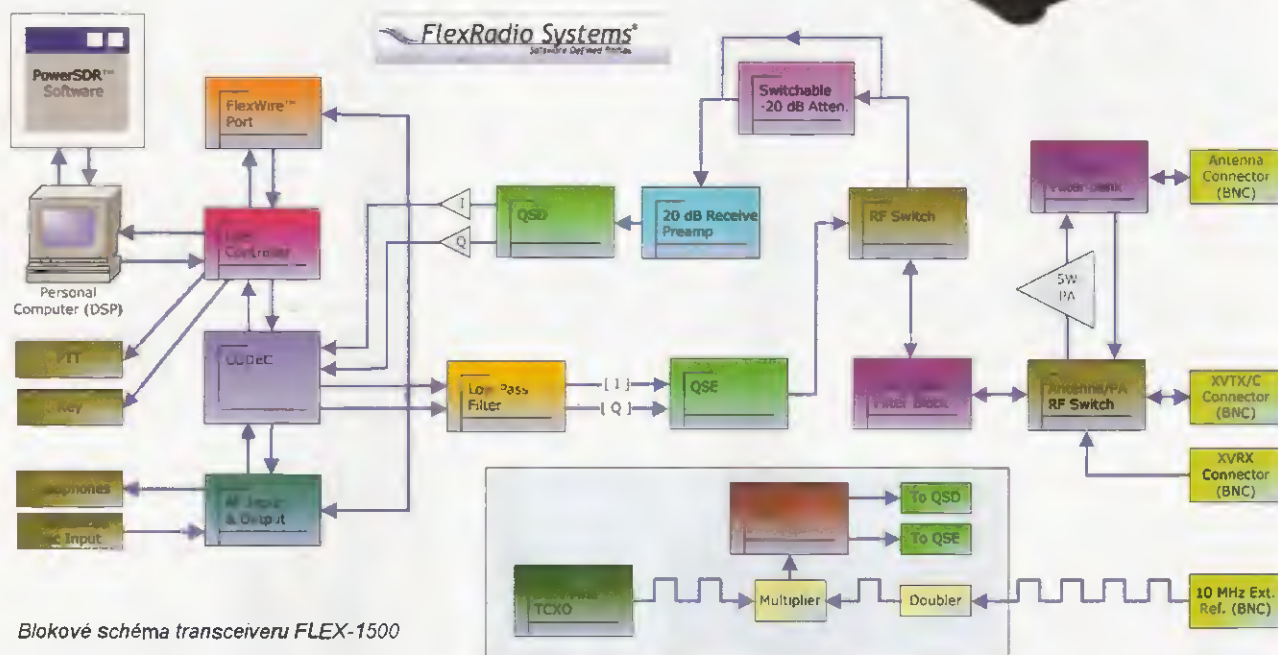 FlexRadio Systems®
Software Defined Radios
PowerSDR™
Software
FlexWire™
Port
Switchable
-20 dB Atten.
Antenna
Connector
(BNC)
I
Q
QSD
20 dB Receive
Preamp
RF Switch
Controller
Personal
Computer (DSP)
5W
PA
PTT
Key
CODEC
Low Pass
Filter
[ I ]
[ Q ]
QSE
Filter Block
Antenna/PA
RF Switch
XVTX/C
Connector
(BNC)
XVRX
Connector
(BNC)
AF Input
& Output
Input
To QSD
To QSE
TCXO
Multiplier
Doubler
10 MHz Ext.
Ref. (BNC)
Blokové schéma transceiveru FLEX-1500